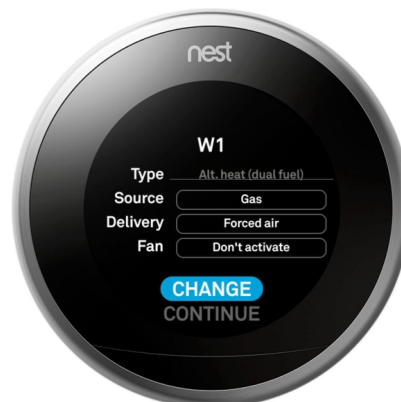 nest
W1
Type Alt. heat (dual fuel)
Source Gas
Delivery Forced air
Fan Don't activate
CHANGE
CONTINUE